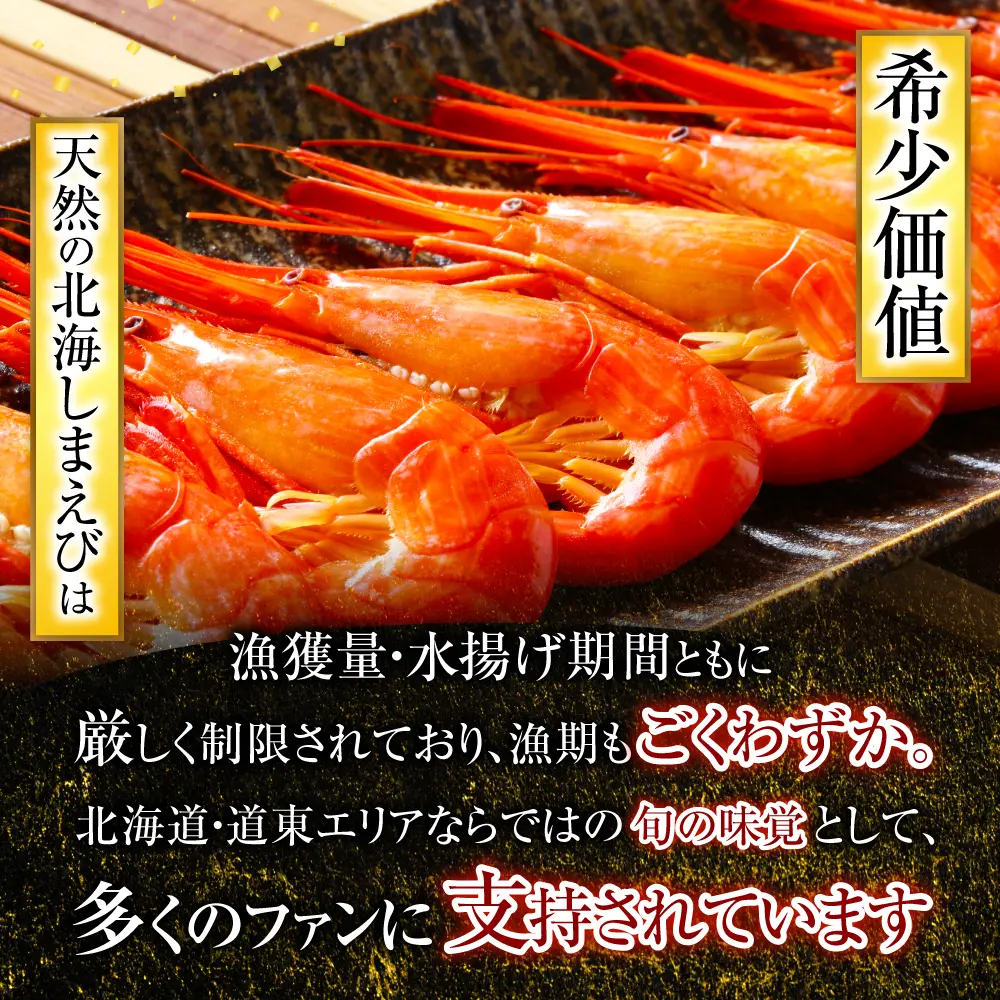 希少価値
天然の北海しまえびは
漁獲量・水揚げ期間ともに
厳しく制限されており、漁期もごくわずか。
北海道・道東エリアならではの旬の味覚として、
多くのファンに支持されています